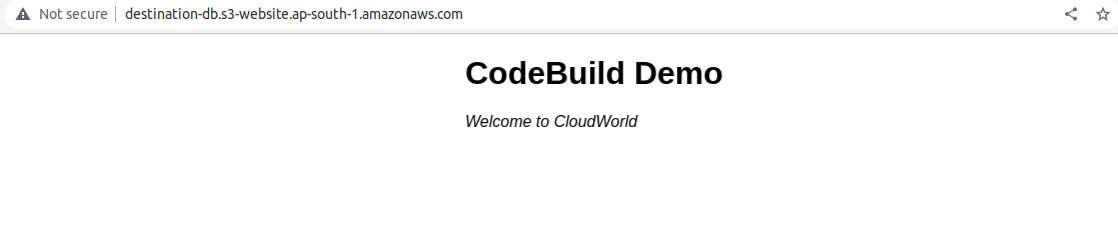 Not secure destination-db.s3-website.ap-south-1.amazonaws.com
CodeBuild Demo
Welcome to CloudWorld